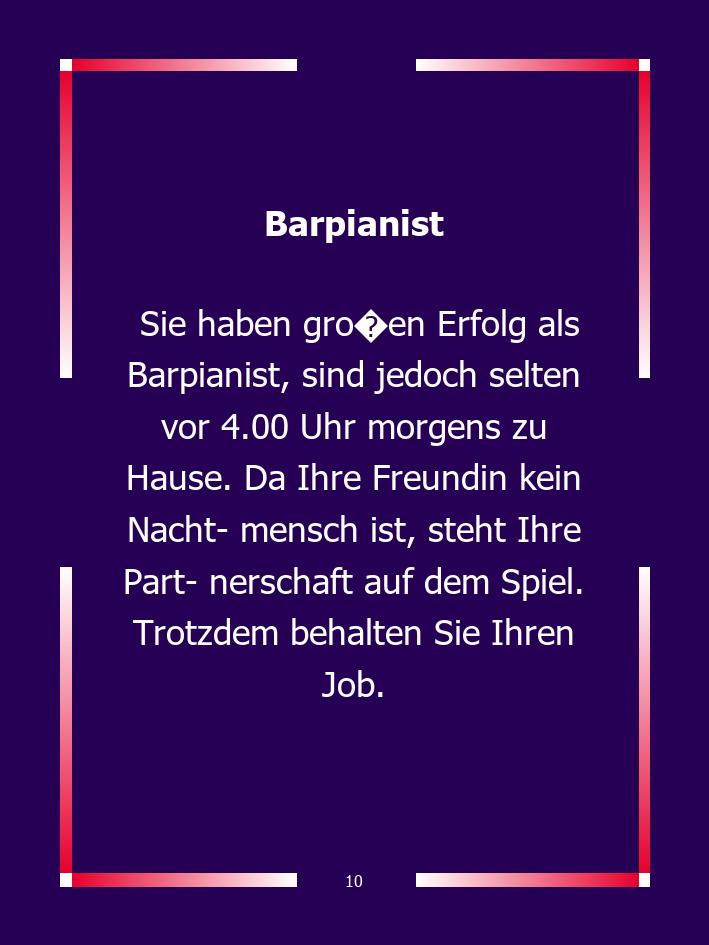 Barpianist
Sie haben gro�en Erfolg als
Barpianist, sind jedoch selten
vor 4.00 Uhr morgens zu
Hause. Da Ihre Freundin kein
Nacht- mensch ist, steht Ihre
Part- nerschaft auf dem Spiel.
Trotzdem behalten Sie Ihren
Job.
10